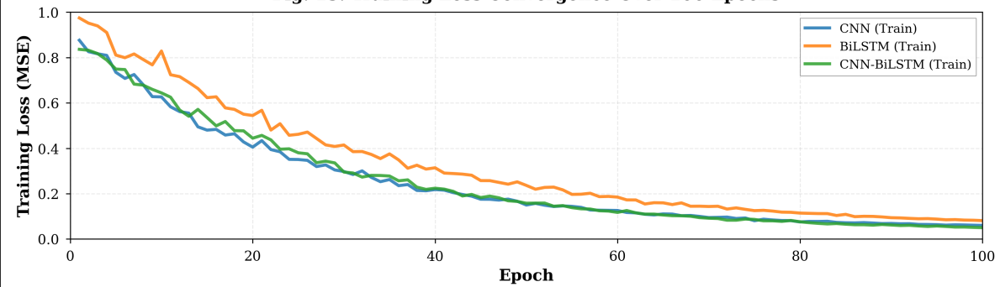 1.0
0.8
0.6
0.4
0.2
0.0
Training Loss (MSE)
CNN (Train)
BiLSTM (Train)
CNN-BiLSTM (Train)
0 20 40 60 80 100
Epoch